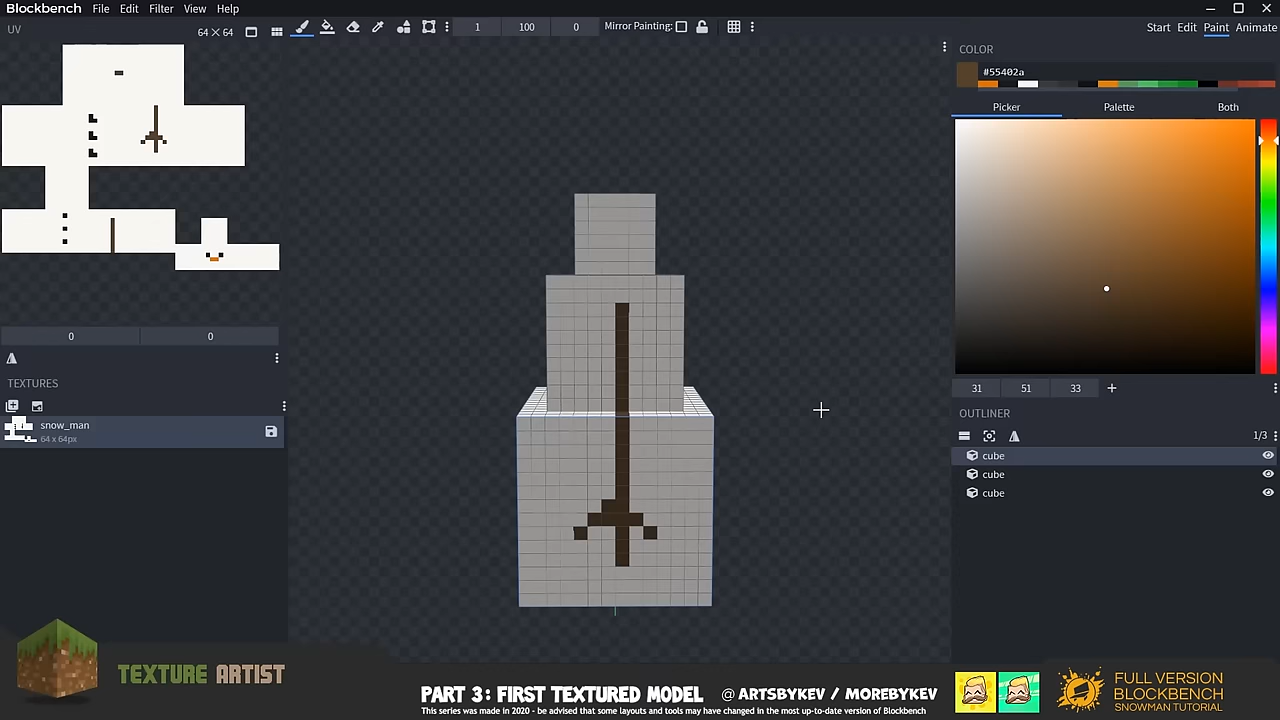 Blockbench File Edit Filter View Help
UV 64 × 64 1 100 0 Mirror Painting: Start Edit Paint Animate
COLOR
#55402a
Picker Palette Both
0 0
TEXTURES
31 51 33 +
OUTLINER
snow_man
64 x 64px
1/3
cube
cube
cube
TEXTURE ARTIST
PART 3: FIRST TEXTURED MODEL @ARTSBYKEV / MOREBYKEV
This series was made in 2020 - be advised that some layouts and tools may have changed in the most up-to-date version of Blockbench
FULL VERSION
BLOCKBENCH
SNOWMAN TUTORIAL